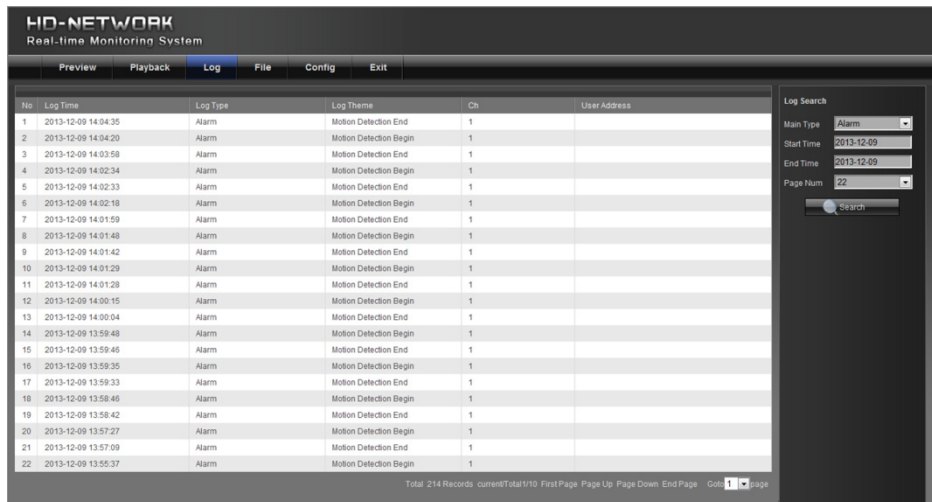 HD-NETWORK
Real-time Monitoring System
Preview Playback Log File Config Exit
No Log Time Log Type Log Theme Ch User Address
1 2013-12-09 14:04:35 Alarm Motion Detection End 1
2 2013-12-09 14:04:20 Alarm Motion Detection Begin 1
3 2013-12-09 14:03:58 Alarm Motion Detection End 1
4 2013-12-09 14:02:34 Alarm Motion Detection Begin 1
5 2013-12-09 14:02:33 Alarm Motion Detection End 1
6 2013-12-09 14:02:18 Alarm Motion Detection Begin 1
7 2013-12-09 14:01:59 Alarm Motion Detection End 1
8 2013-12-09 14:01:48 Alarm Motion Detection Begin 1
9 2013-12-09 14:01:42 Alarm Motion Detection End 1
10 2013-12-09 14:01:29 Alarm Motion Detection Begin 1
11 2013-12-09 14:01:28 Alarm Motion Detection End 1
12 2013-12-09 14:00:15 Alarm Motion Detection Begin 1
13 2013-12-09 14:00:04 Alarm Motion Detection End 1
14 2013-12-09 13:59:48 Alarm Motion Detection Begin 1
15 2013-12-09 13:59:46 Alarm Motion Detection End 1
16 2013-12-09 13:59:35 Alarm Motion Detection Begin 1
17 2013-12-09 13:59:33 Alarm Motion Detection End 1
18 2013-12-09 13:58:46 Alarm Motion Detection Begin 1
19 2013-12-09 13:58:42 Alarm Motion Detection End 1
20 2013-12-09 13:57:27 Alarm Motion Detection Begin 1
21 2013-12-09 13:57:09 Alarm Motion Detection End 1
22 2013-12-09 13:55:37 Alarm Motion Detection Begin 1
Total 214 Records current/Total1/10 First Page Page Up Page Down End Page Goto 1 page
Log Search
Main Type Alarm
Start Time 2013-12-09
End Time 2013-12-09
Page Num 22
Search